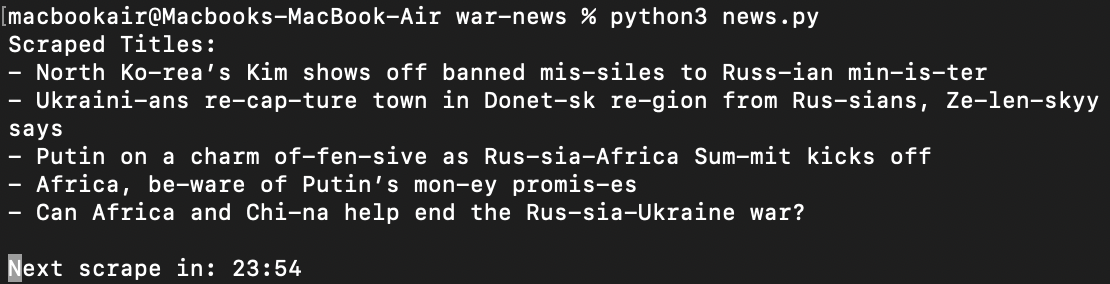 [macbookair@Macbooks-MacBook-Air war-news % python3 news.py
Scraped Titles:
- North Ko-rea’s Kim shows off banned mis-siles to Russ-ian min-is-ter
- Ukraini-ans re-cap-ture town in Donet-sk re-gion from Rus-sians, Ze-len-skyy
says
- Putin on a charm of-fen-sive as Rus-sia-Africa Sum-mit kicks off
- Africa, be-ware of Putin’s mon-ey promis-es
- Can Africa and Chi-na help end the Rus-sia-Ukraine war?
Next scrape in: 23:54